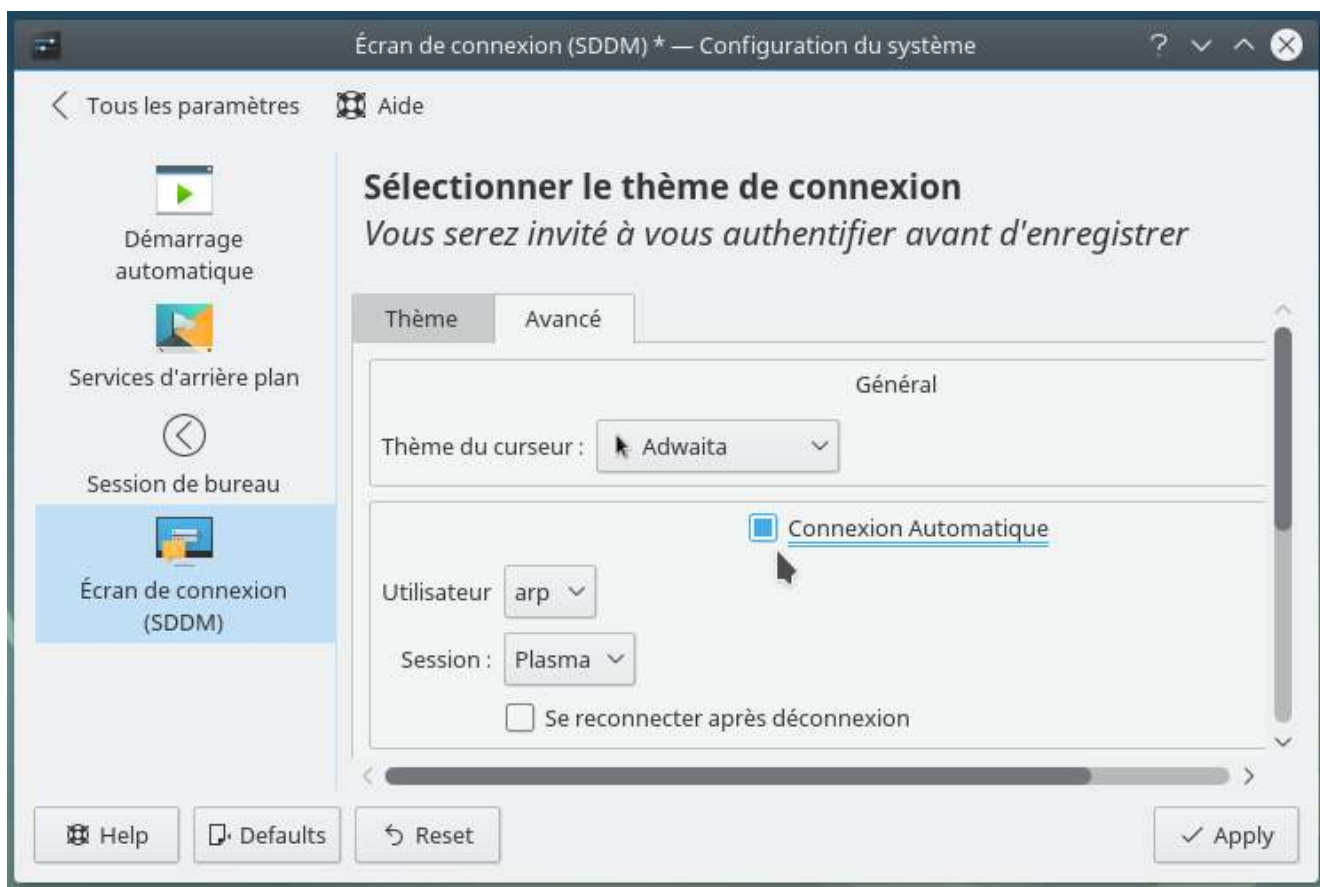 Écran de connexion (SDDM) * — Configuration du système
Tous les paramètres
Aide
Démarrage
automatique
Services d'arrière plan
Session de bureau
Écran de connexion
(SDDM)
Sélectionner le thème de connexion
Vous serez invité à vous authentifier avant d'enregistrer
Thème
Avancé
Général
Thème du curseur :
Adwaita
Connexion Automatique
Utilisateur
arp
Session :
Plasma
Se reconnecter après déconnexion
Help
Defaults
Reset
Apply